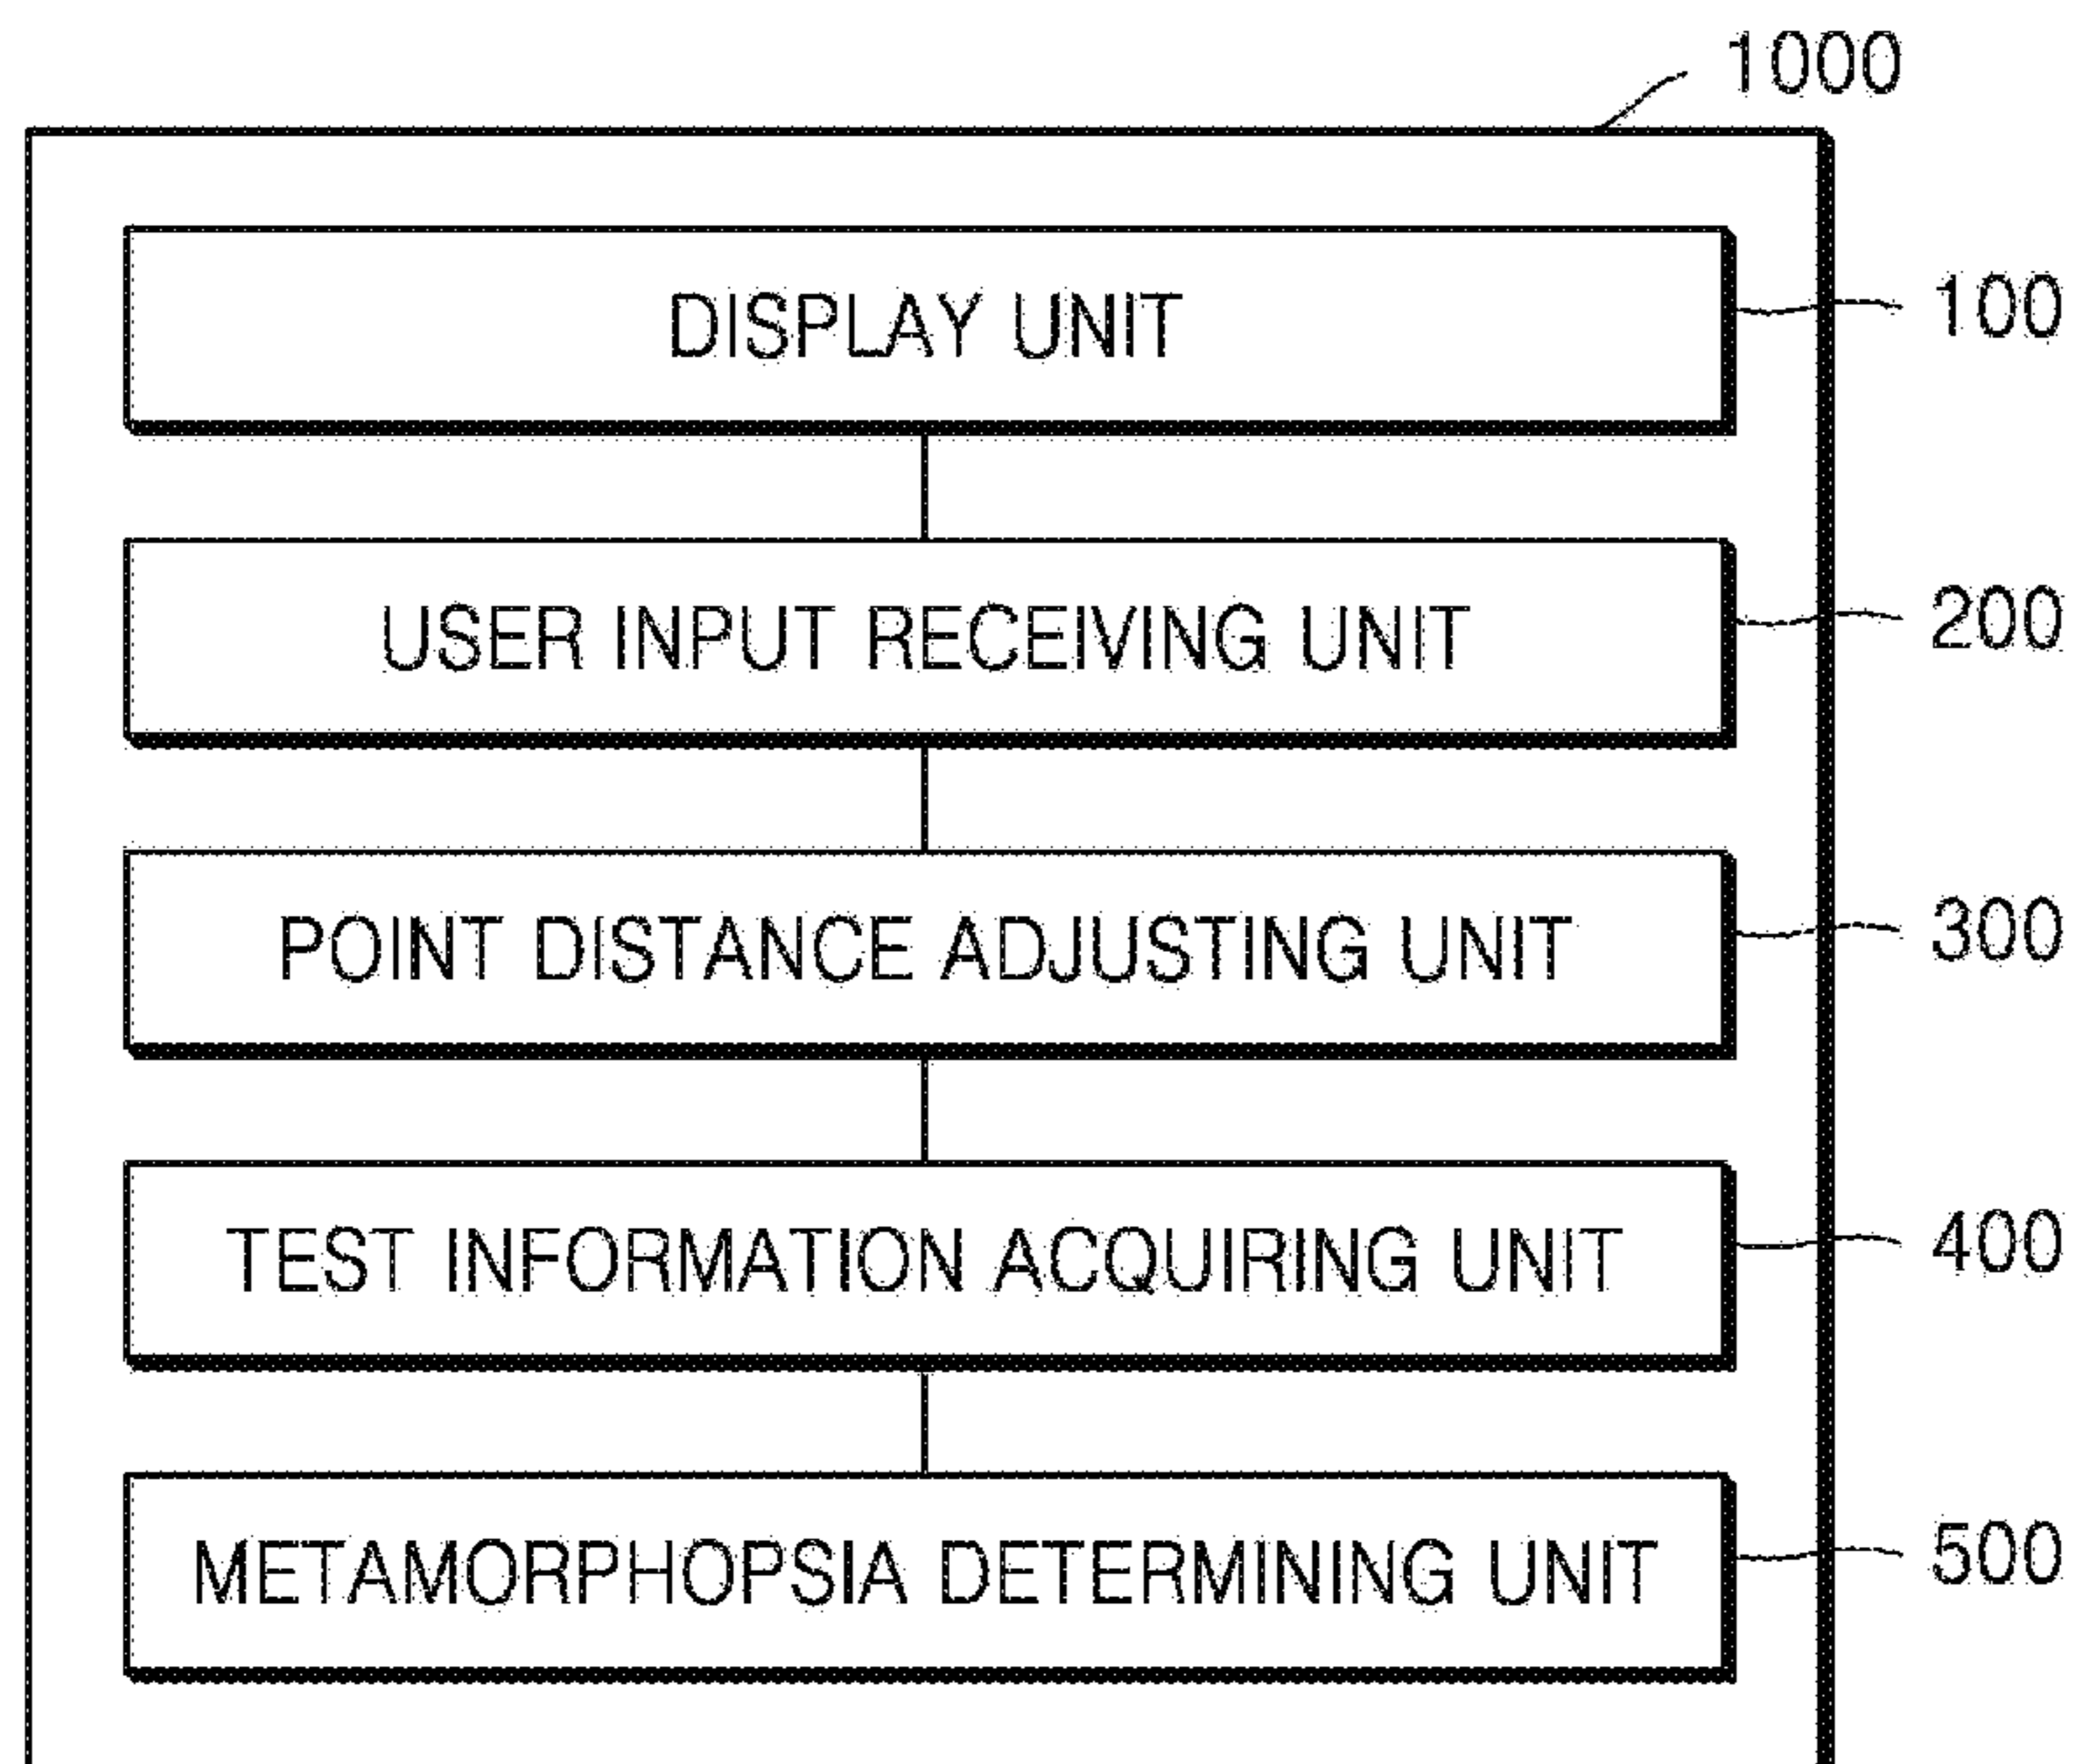 1000
DISPLAY UNIT 100
USER INPUT RECEIVING UNIT 200
POINT DISTANCE ADJUSTING UNIT 300
TEST INFORMATION ACQUIRING UNIT 400
METAMORPHOPSIA DETERMINING UNIT 500